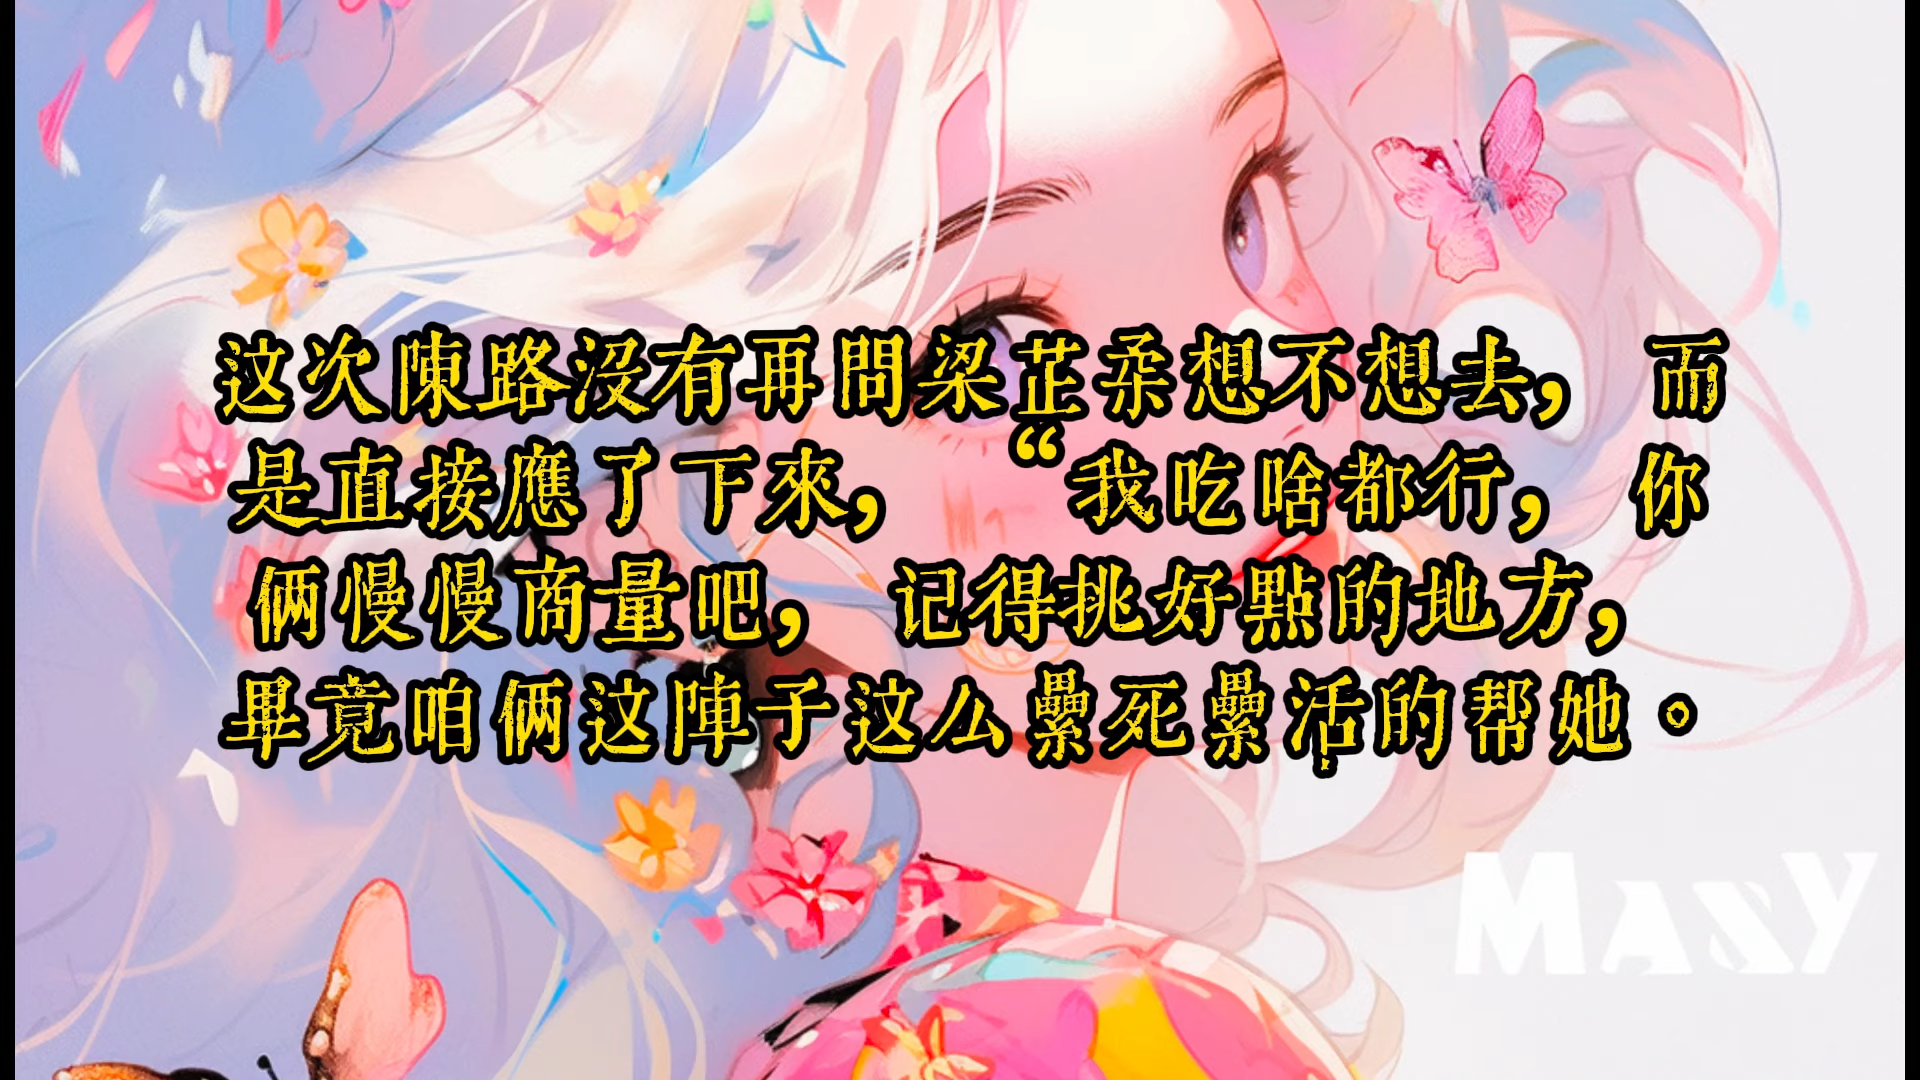 这次陳路沒有再問梁芷柔想不想去，而
是直接應了下來，“我吃啥都行，你
俩慢慢商量吧，记得挑好點的地方，
畢竟咱俩这陣子这么纍死纍活的帮她。
MASY